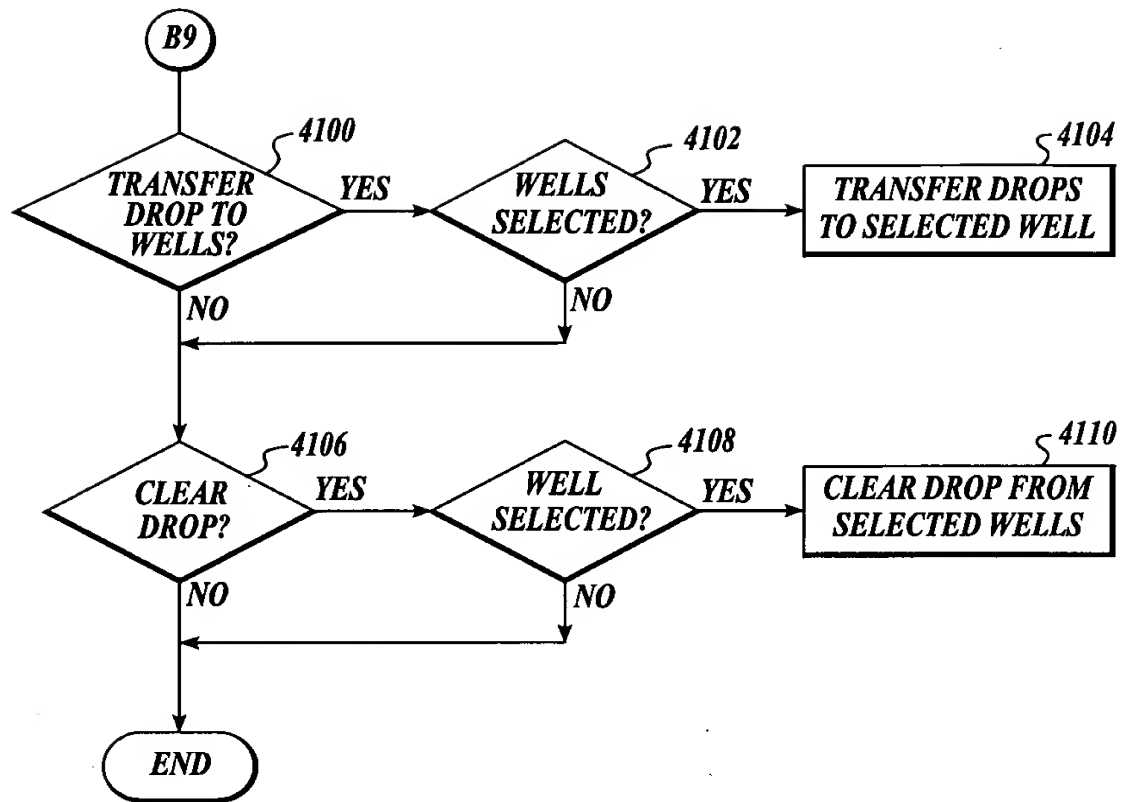 B9
4100
TRANSFER
DROP TO
WELLS?
YES
NO
4102
WELLS
SELECTED?
YES
NO
4104
TRANSFER DROPS
TO SELECTED WELL
4106
CLEAR
DROP?
YES
NO
4108
WELL
SELECTED?
YES
NO
4110
CLEAR DROP FROM
SELECTED WELLS
END